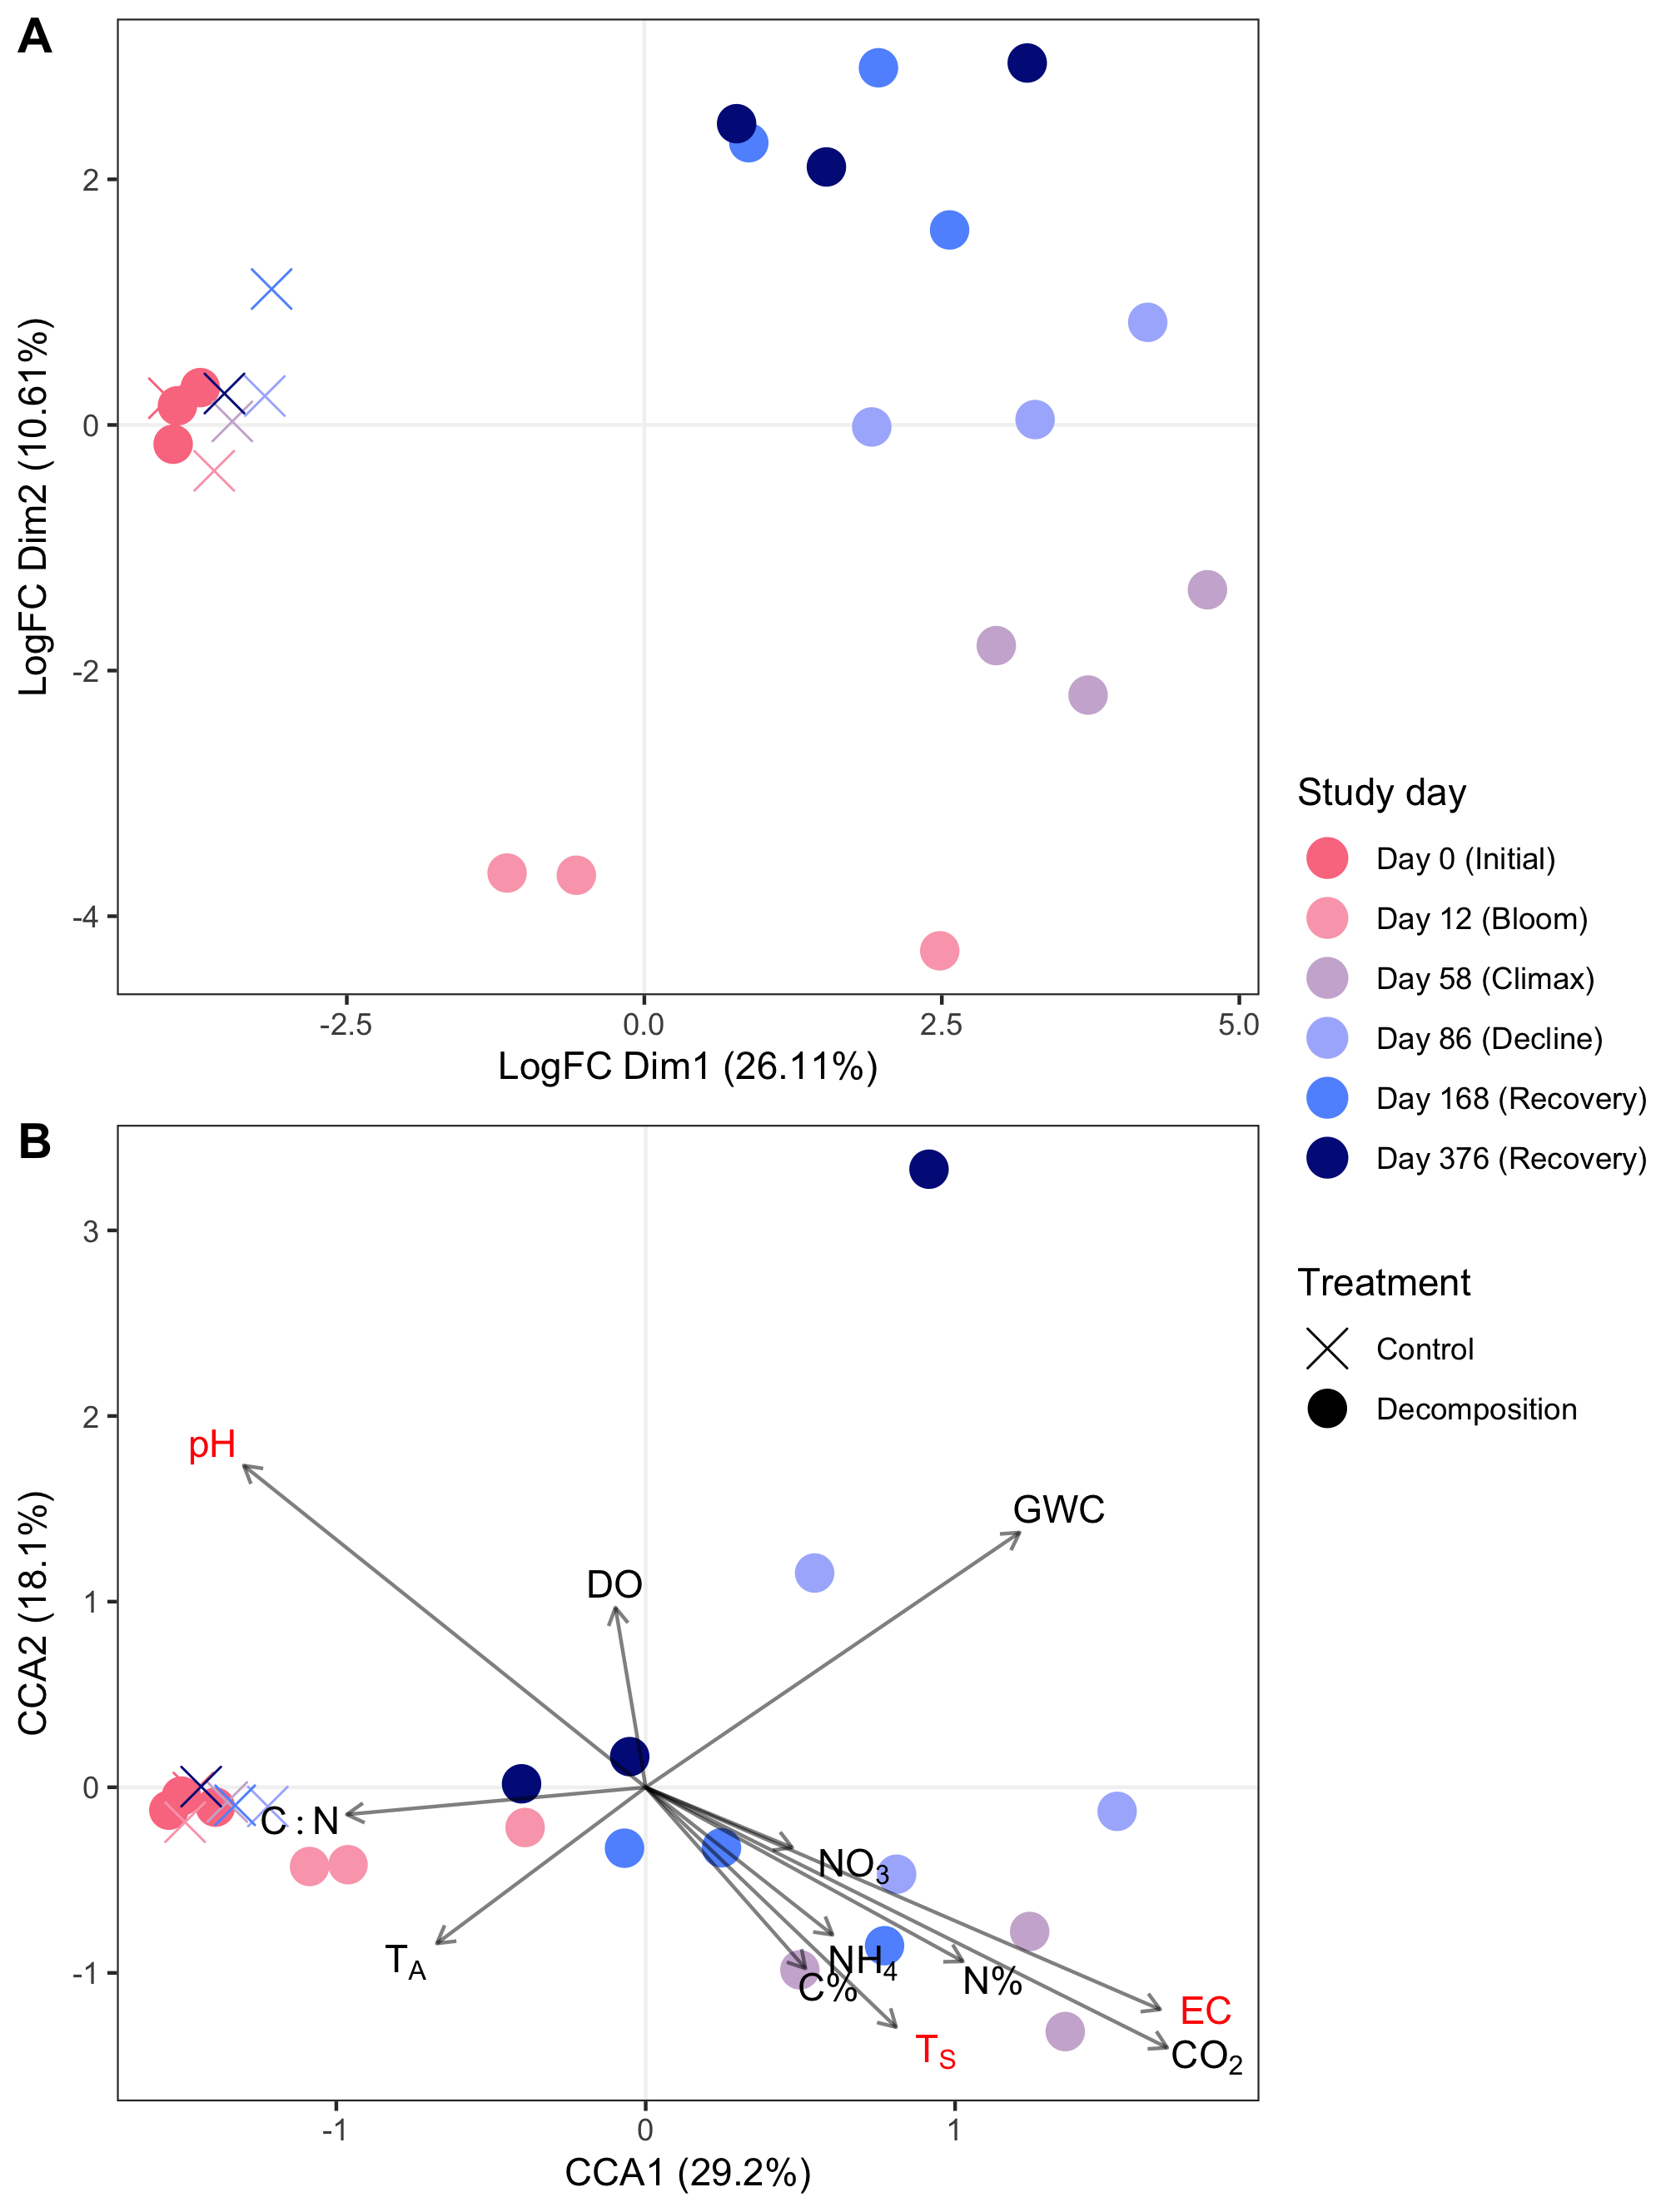 A
2
0
-2
-4
LogFC Dim2 (10.61%)
-2.5 0.0 2.5 5.0
LogFC Dim1 (26.11%)
Study day
Day 0 (Initial)
Day 12 (Bloom)
Day 58 (Climax)
Day 86 (Decline)
Day 168 (Recovery)
Day 376 (Recovery)
Treatment
Control
Decomposition
B
3
2
1
0
-1
CCA2 (18.1%)
pH
GWC
DO
C : N
NO₃
T_A
NH₄
C%
N%
EC
T_S
CO₂
-1 0 1
CCA1 (29.2%)